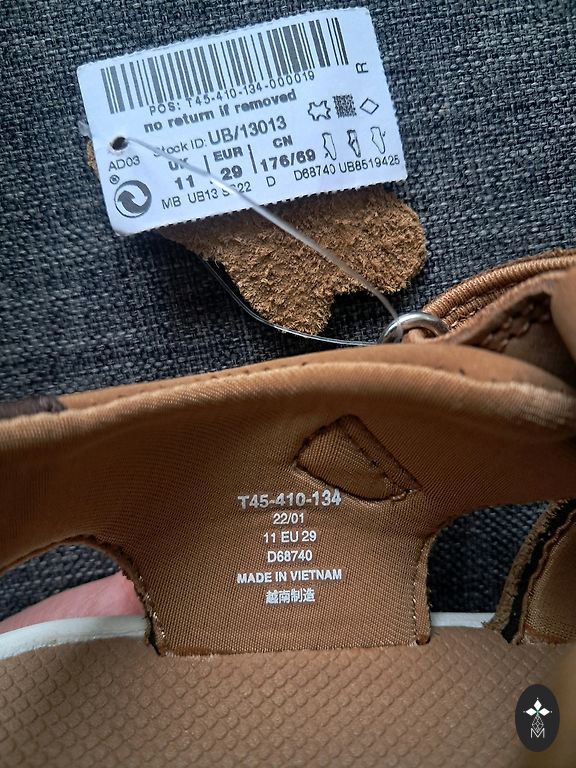 POS: T45-410-134-000019
no return if removed
R
Stock ID: UB/13013
AD03
UK EUR CN
11 29 176/69
MB UB13 S122 D D68740 UB8519425
T45-410-134
22/01
11 EU 29
D68740
MADE IN VIETNAM
越南制造
M